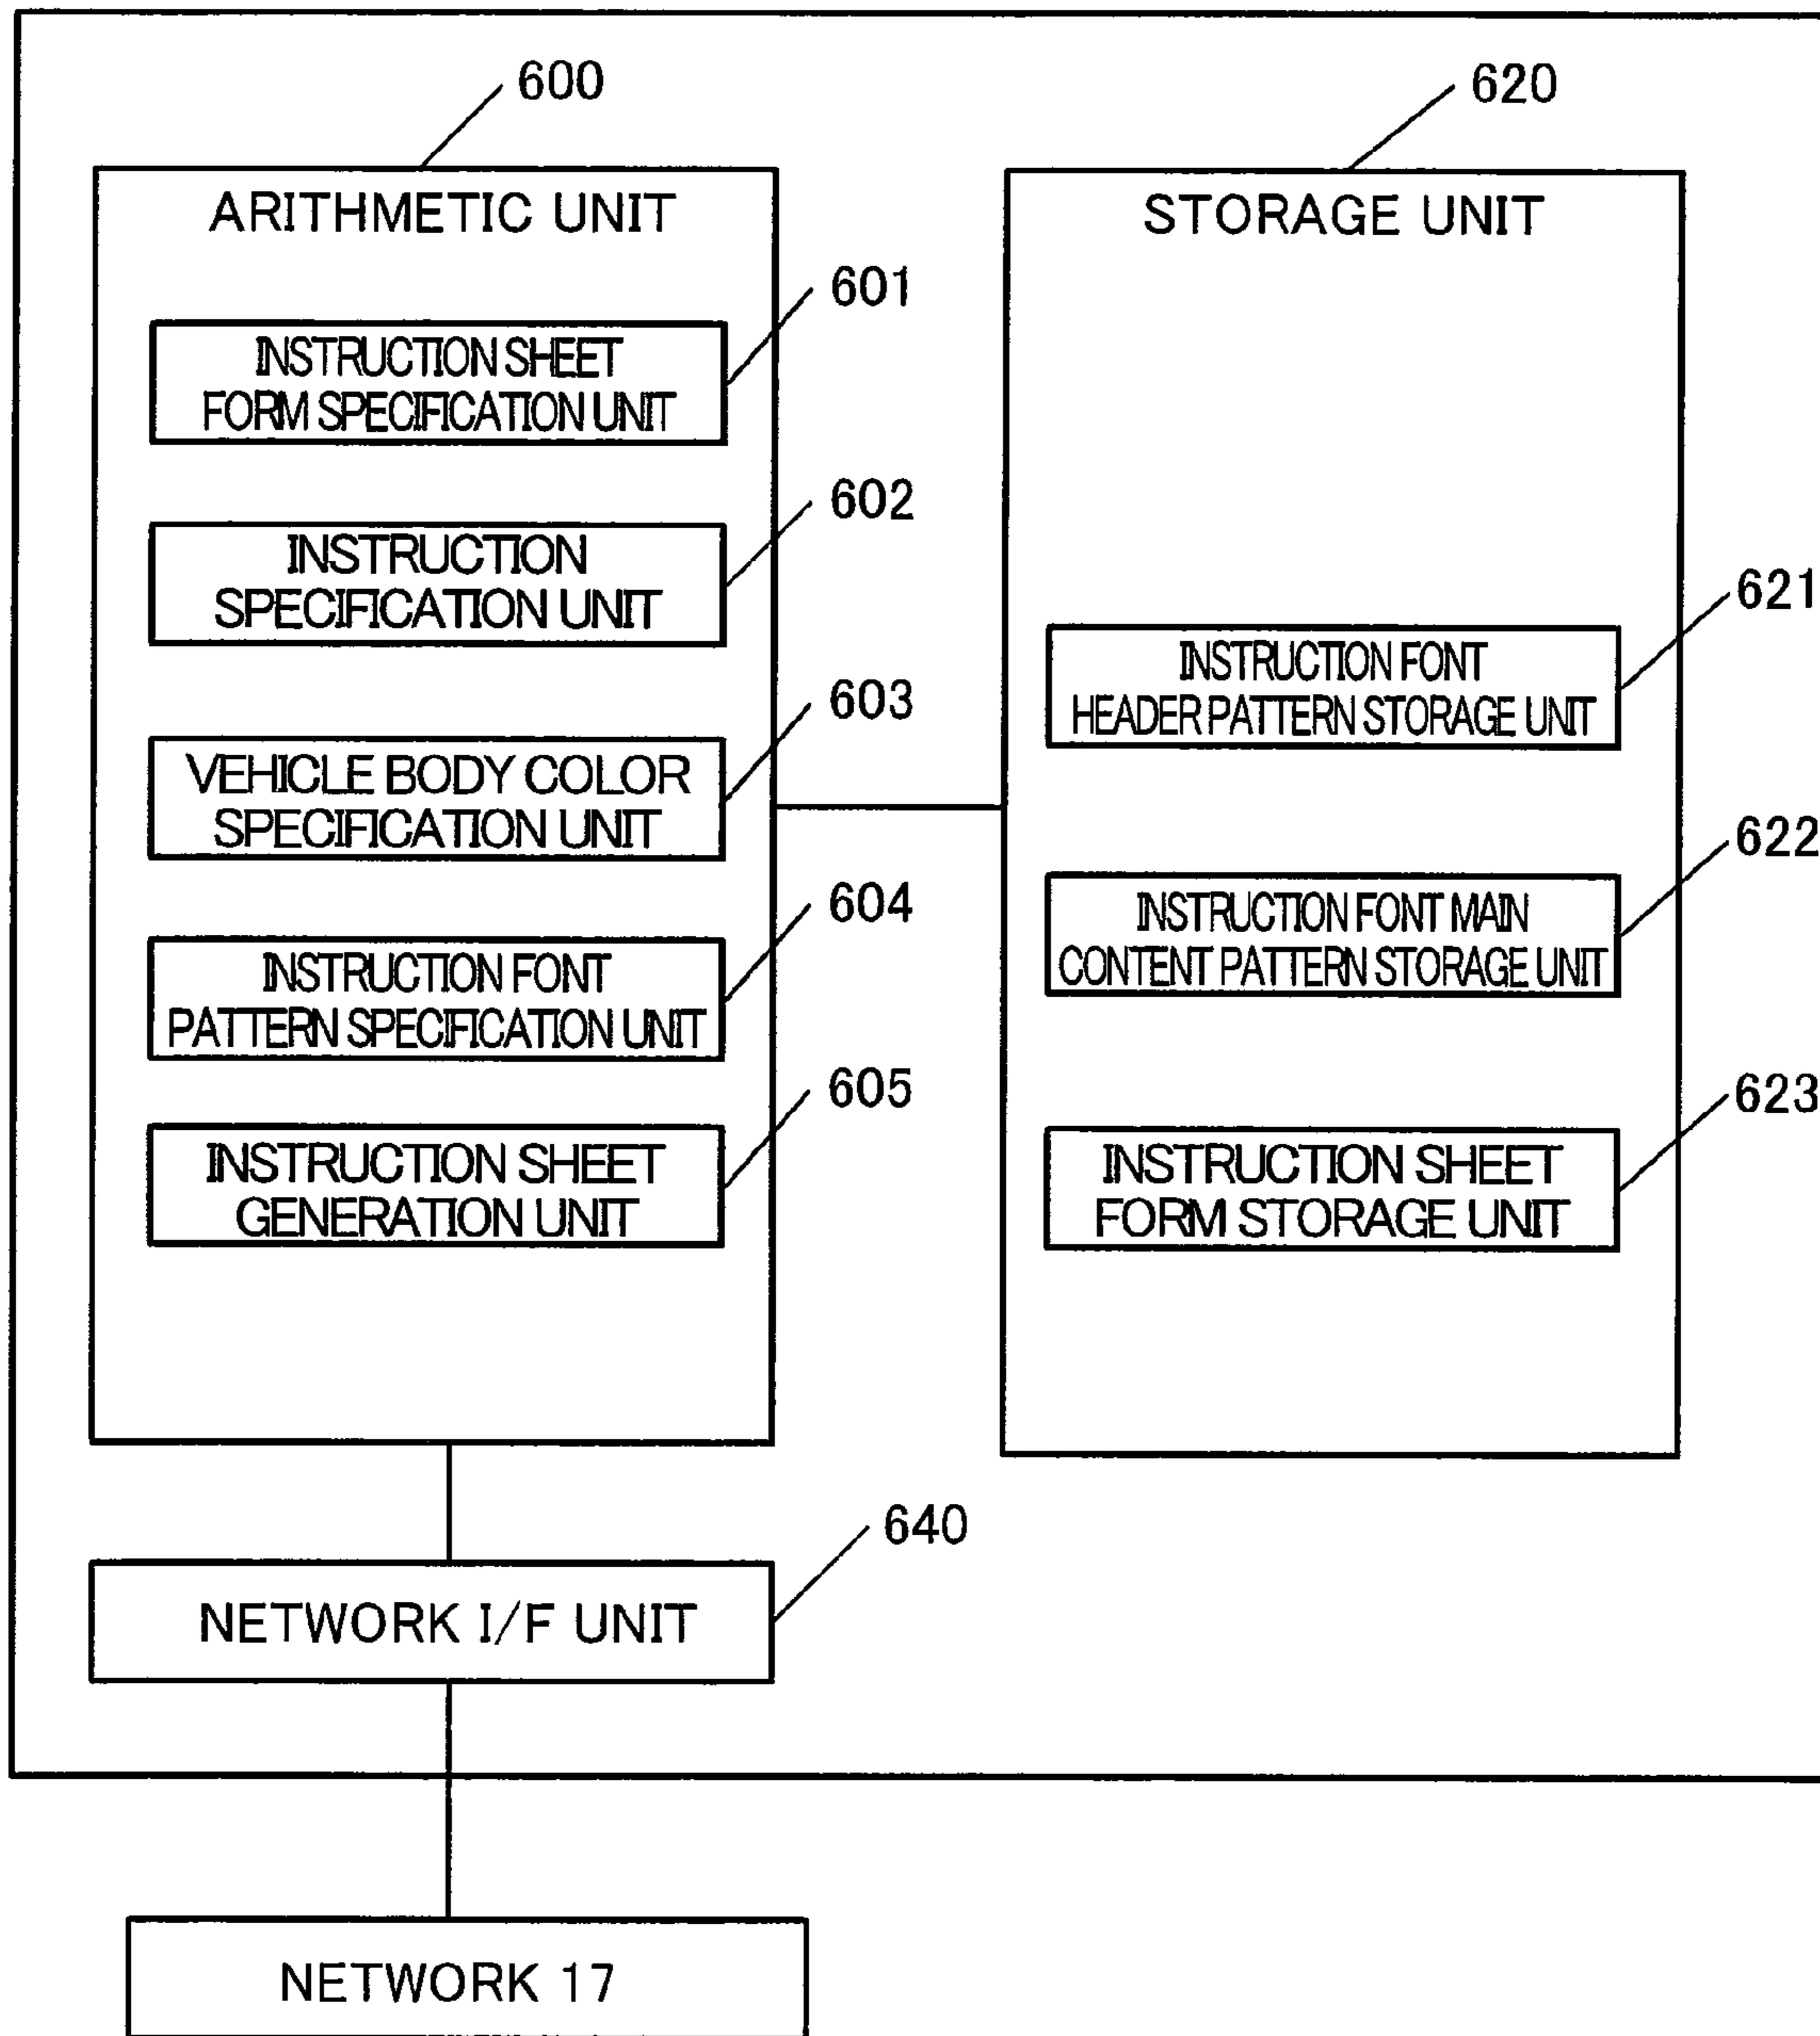 600
ARITHMETIC UNIT
601
INSTRUCTION SHEET
FORM SPECIFICATION UNIT
602
INSTRUCTION
SPECIFICATION UNIT
603
VEHICLE BODY COLOR
SPECIFICATION UNIT
604
INSTRUCTION FONT
PATTERN SPECIFICATION UNIT
605
INSTRUCTION SHEET
GENERATION UNIT
620
STORAGE UNIT
621
INSTRUCTION FONT
HEADER PATTERN STORAGE UNIT
622
INSTRUCTION FONT MAIN
CONTENT PATTERN STORAGE UNIT
623
INSTRUCTION SHEET
FORM STORAGE UNIT
640
NETWORK I/F UNIT
NETWORK 17